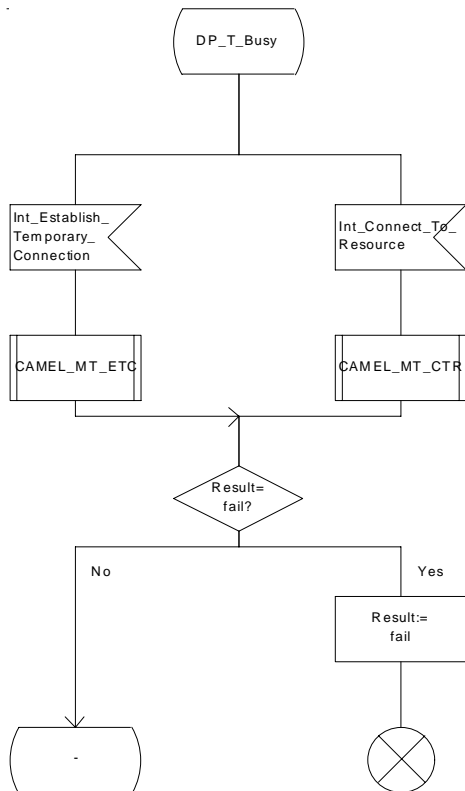 DP_T_Busy
Int_Establish_
Temporary_
Connection
Int_Connect_To_
Resource
CAMEL_MT_ETC
CAMEL_MT_CTR
Result=
fail?
No
Yes
Result:=
fail
-